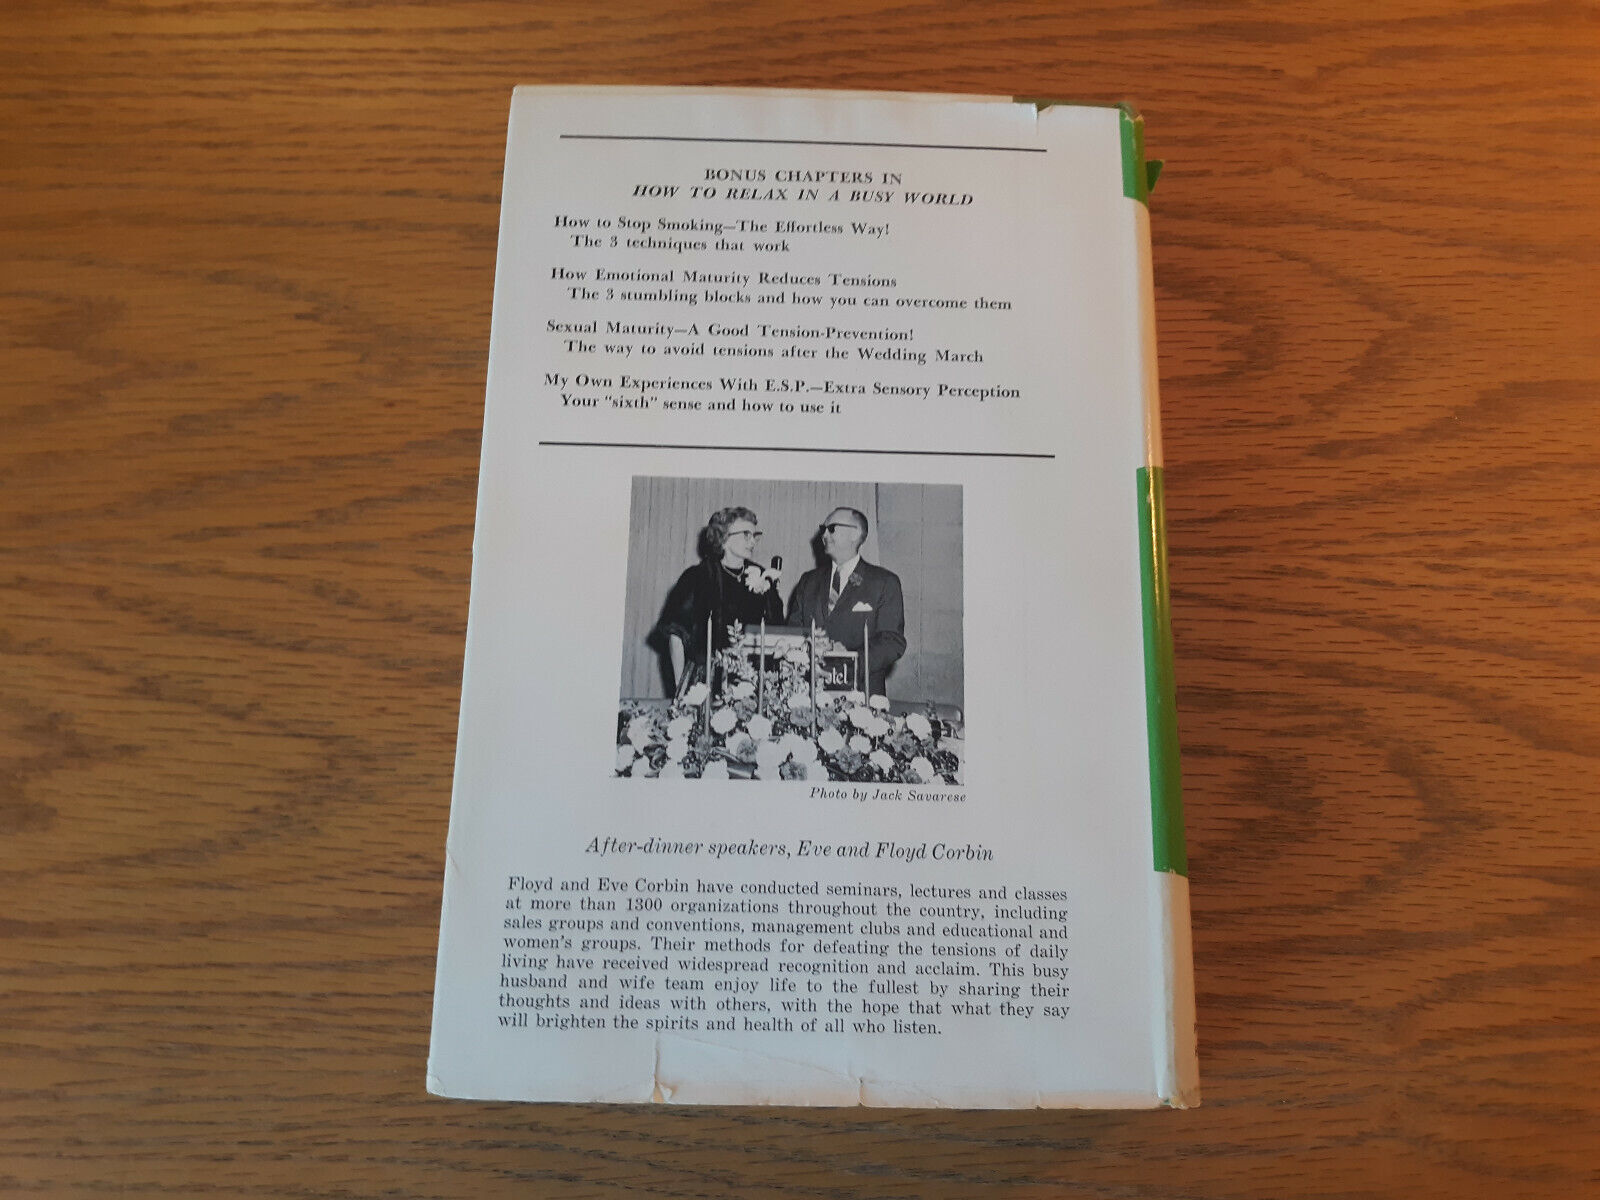 BONUS CHAPTERS IN
HOW TO RELAX IN A BUSY WORLD
How to Stop Smoking—The Effortless Way!
The 3 techniques that work
How Emotional Maturity Reduces Tensions
The 3 stumbling blocks and how you can overcome them
Sexual Maturity—A Good Tension-Prevention!
The way to avoid tensions after the Wedding March
My Own Experiences With E.S.P.—Extra Sensory Perception
Your "sixth" sense and how to use it
otel
Photo by Jack Savarese
After-dinner speakers, Eve and Floyd Corbin
Floyd and Eve Corbin have conducted seminars, lectures and classes
at more than 1300 organizations throughout the country, including
sales groups and conventions, management clubs and educational and
women's groups. Their methods for defeating the tensions of daily
living have received widespread recognition and acclaim. This busy
husband and wife team enjoy life to the fullest by sharing their
thoughts and ideas with others, with the hope that what they say
will brighten the spirits and health of all who listen.